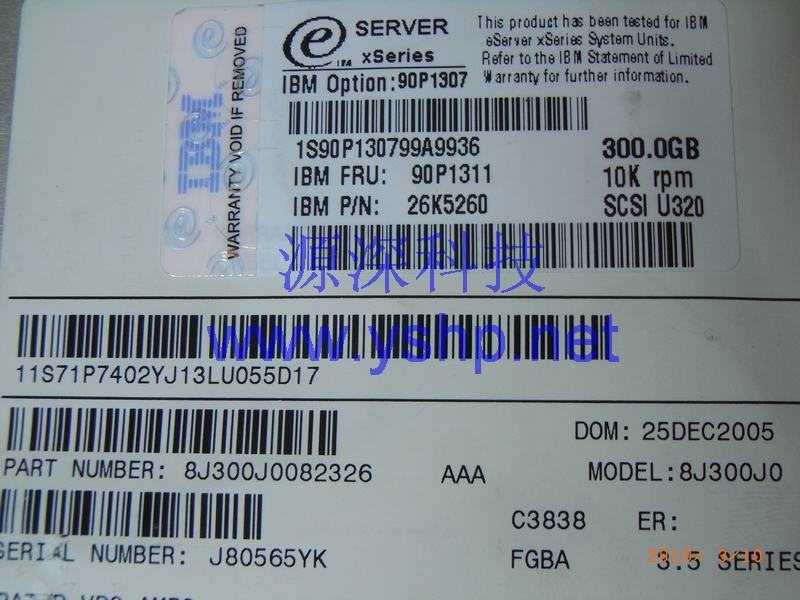 SERVER
xSeries
This product has been tested for IBM
eServer xSeries System Units.
Refer to the IBM Statement of Limited
Warranty for further information.
IBM Option: 90P1307
WARRANTY VOID IF REMOVED
IBM
1S90P130799A9936
300.0GB
IBM FRU: 90P1311
10K rpm
IBM P/N: 26K5260
SCSI U320
源深科技
www.yshp.net
11S71P7402YJ13LU055D17
DOM: 25DEC2005
PART NUMBER: 8J300J0082326
AAA
MODEL: 8J300J0
C3838
ER:
SERIAL NUMBER: J80565YK
FGBA
3.5 SERIES